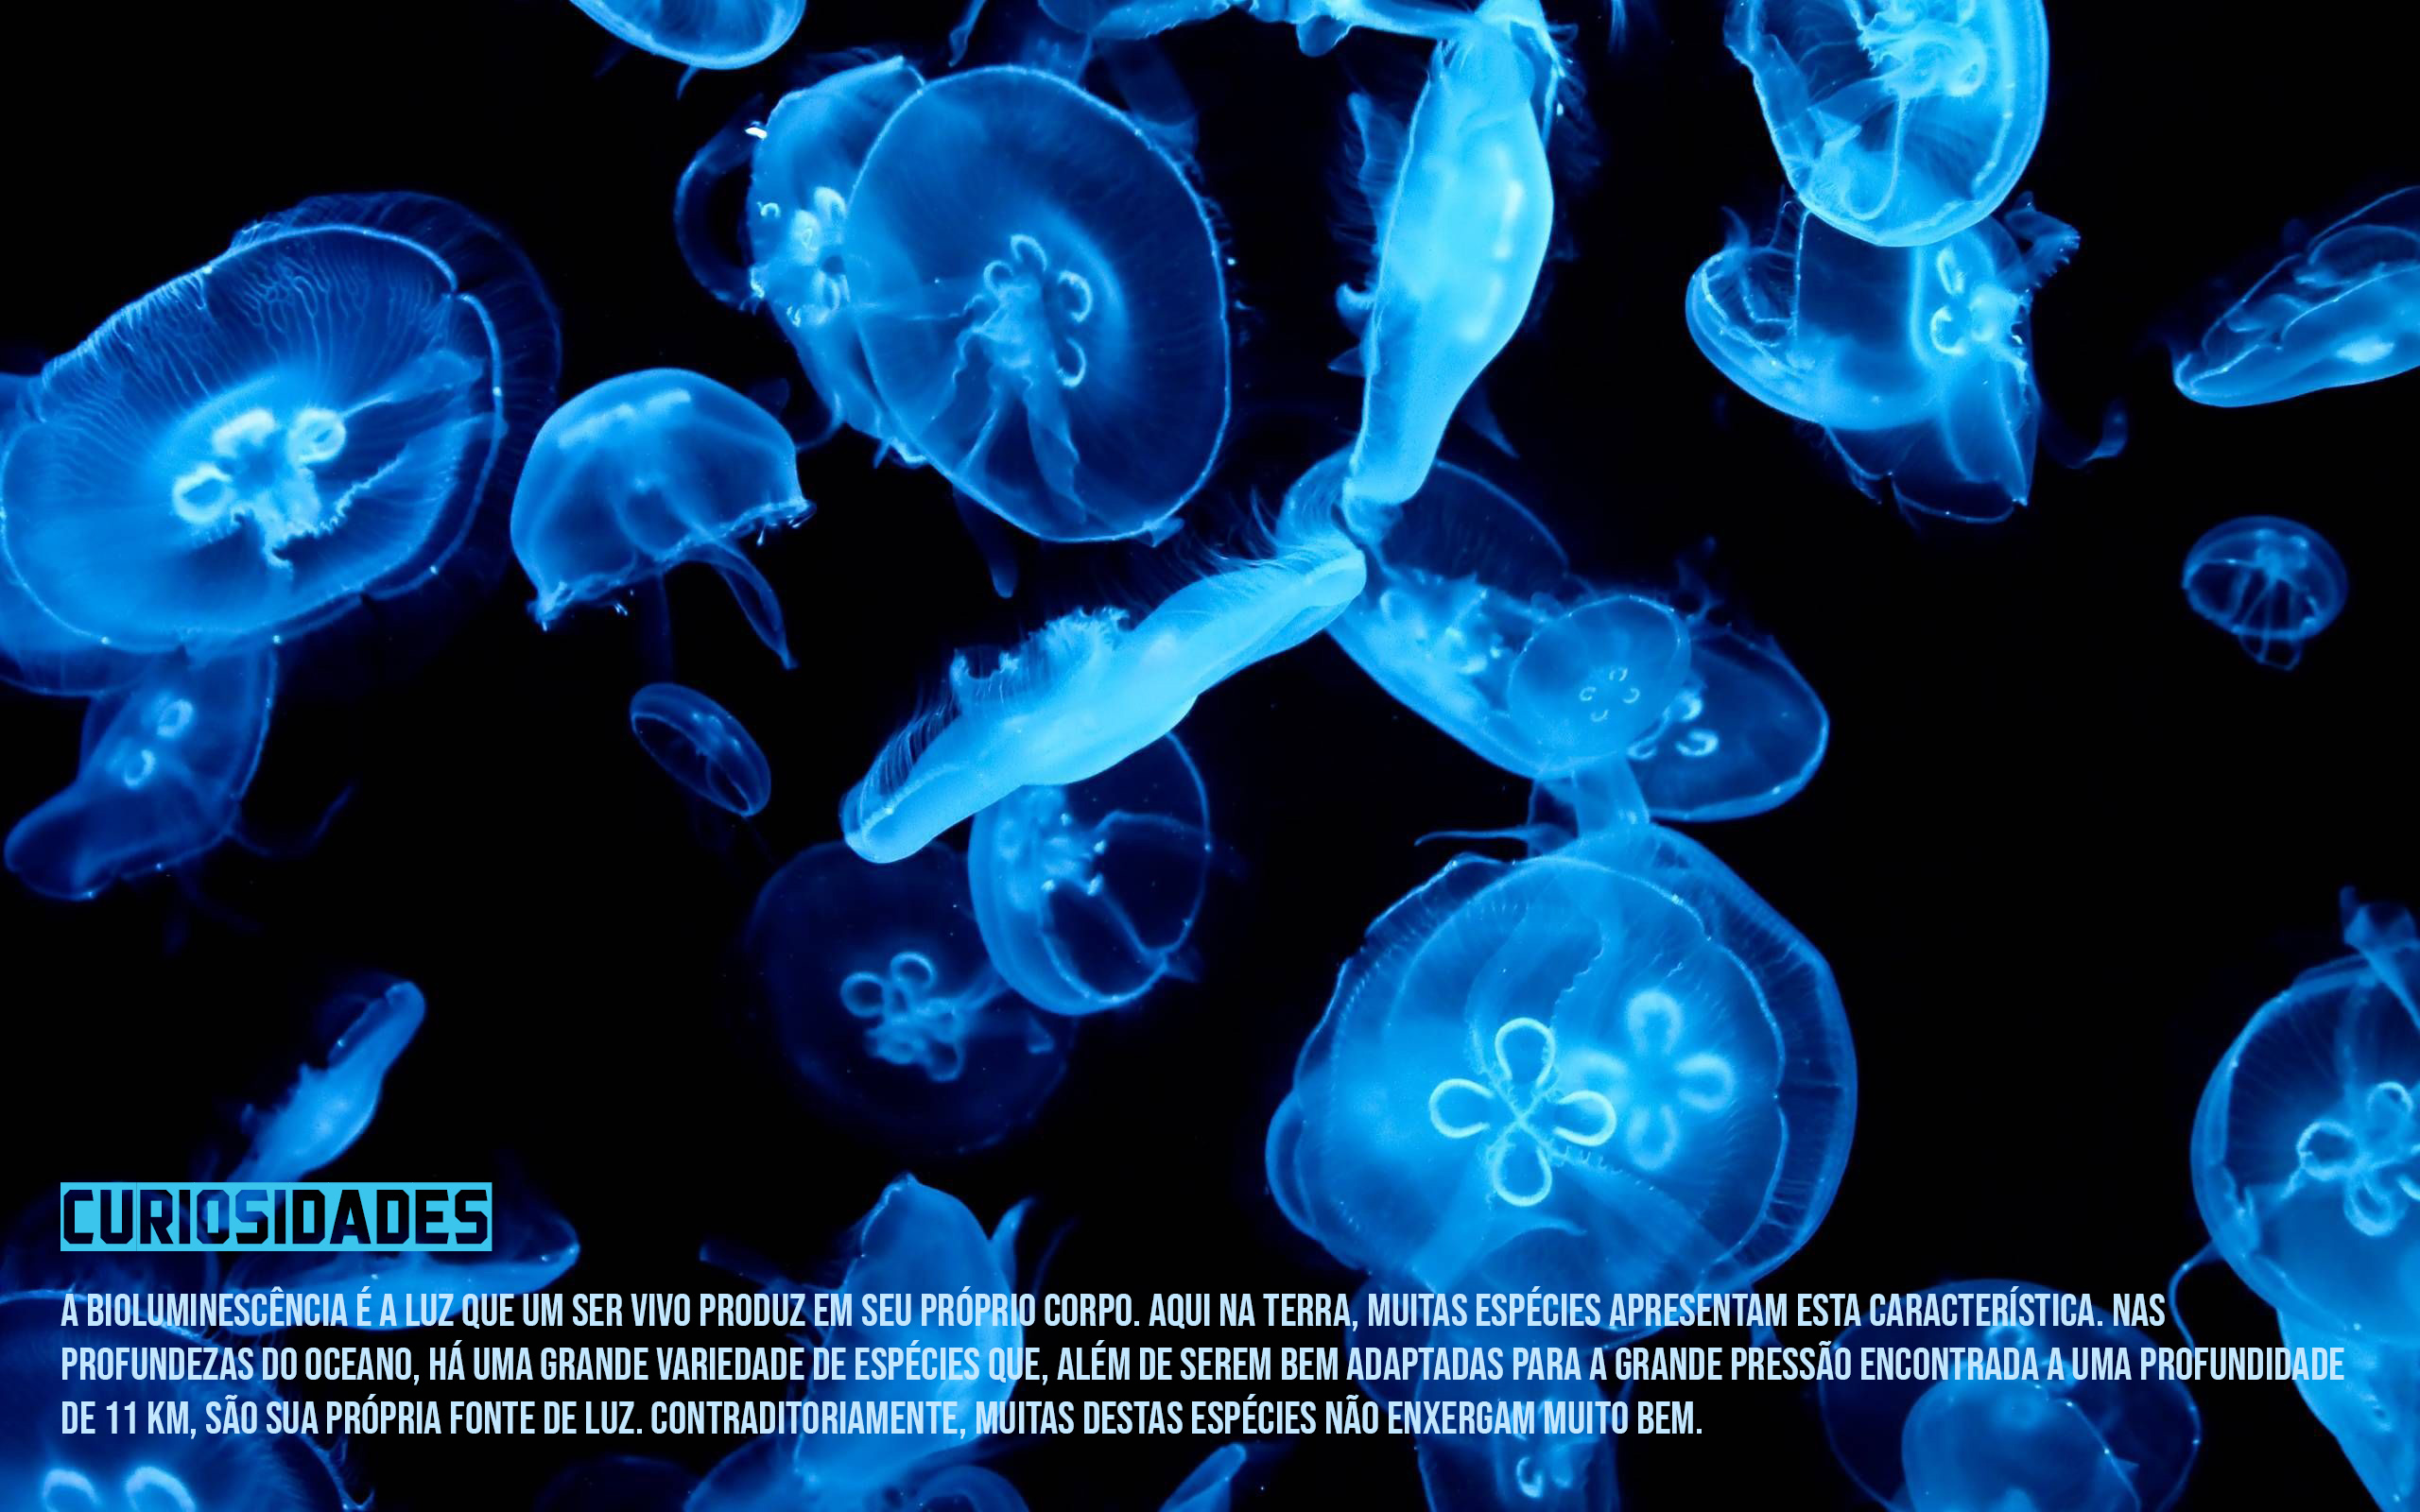 CURIOSIDADES
A BIOLUMINESCÊNCIA É A LUZ QUE UM SER VIVO PRODUZ EM SEU PRÓPRIO CORPO. AQUI NA TERRA, MUITAS ESPÉCIES APRESENTAM ESTA CARACTERÍSTICA. NAS
PROFUNDEZAS DO OCEANO, HÁ UMA GRANDE VARIEDADE DE ESPÉCIES QUE, ALÉM DE SEREM BEM ADAPTADAS PARA A GRANDE PRESSÃO ENCONTRADA A UMA PROFUNDIDADE
DE 11 KM, SÃO SUA PRÓPRIA FONTE DE LUZ. CONTRADITORIAMENTE, MUITAS DESTAS ESPÉCIES NÃO ENXERGAM MUITO BEM.